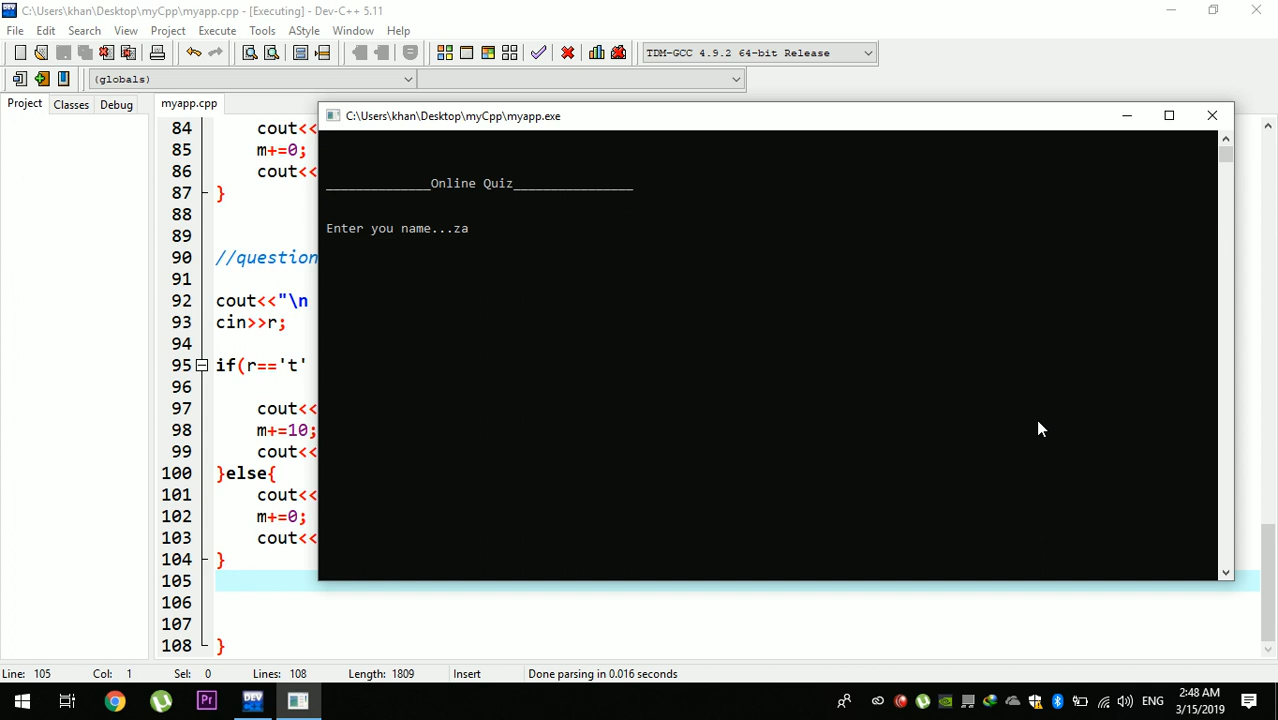 C:\Users\khan\Desktop\myCpp\myapp.cpp - [Executing] - Dev-C++ 5.11
File Edit Search View Project Execute Tools AStyle Window Help
TDM-GCC 4.9.2 64-bit Release
(globals)
Project Classes Debug myapp.cpp
C:\Users\khan\Desktop\myCpp\myapp.exe
______________Online Quiz________________
Enter you name...za
84 cout<<
85 m+=0;
86 cout<<
87 }
88
89
90 //question
91
92 cout<<"\n
93 cin>>r;
94
95 if(r=='t'
96
97 cout<<
98 m+=10;
99 cout<<
100 }else{
101 cout<<
102 m+=0;
103 cout<<
104 }
105
106
107
108 }
Line: 105 Col: 1 Sel: 0 Lines: 108 Length: 1809 Insert Done parsing in 0.016 seconds
DEV
Pr
DEV
ENG
2:48 AM
3/15/2019